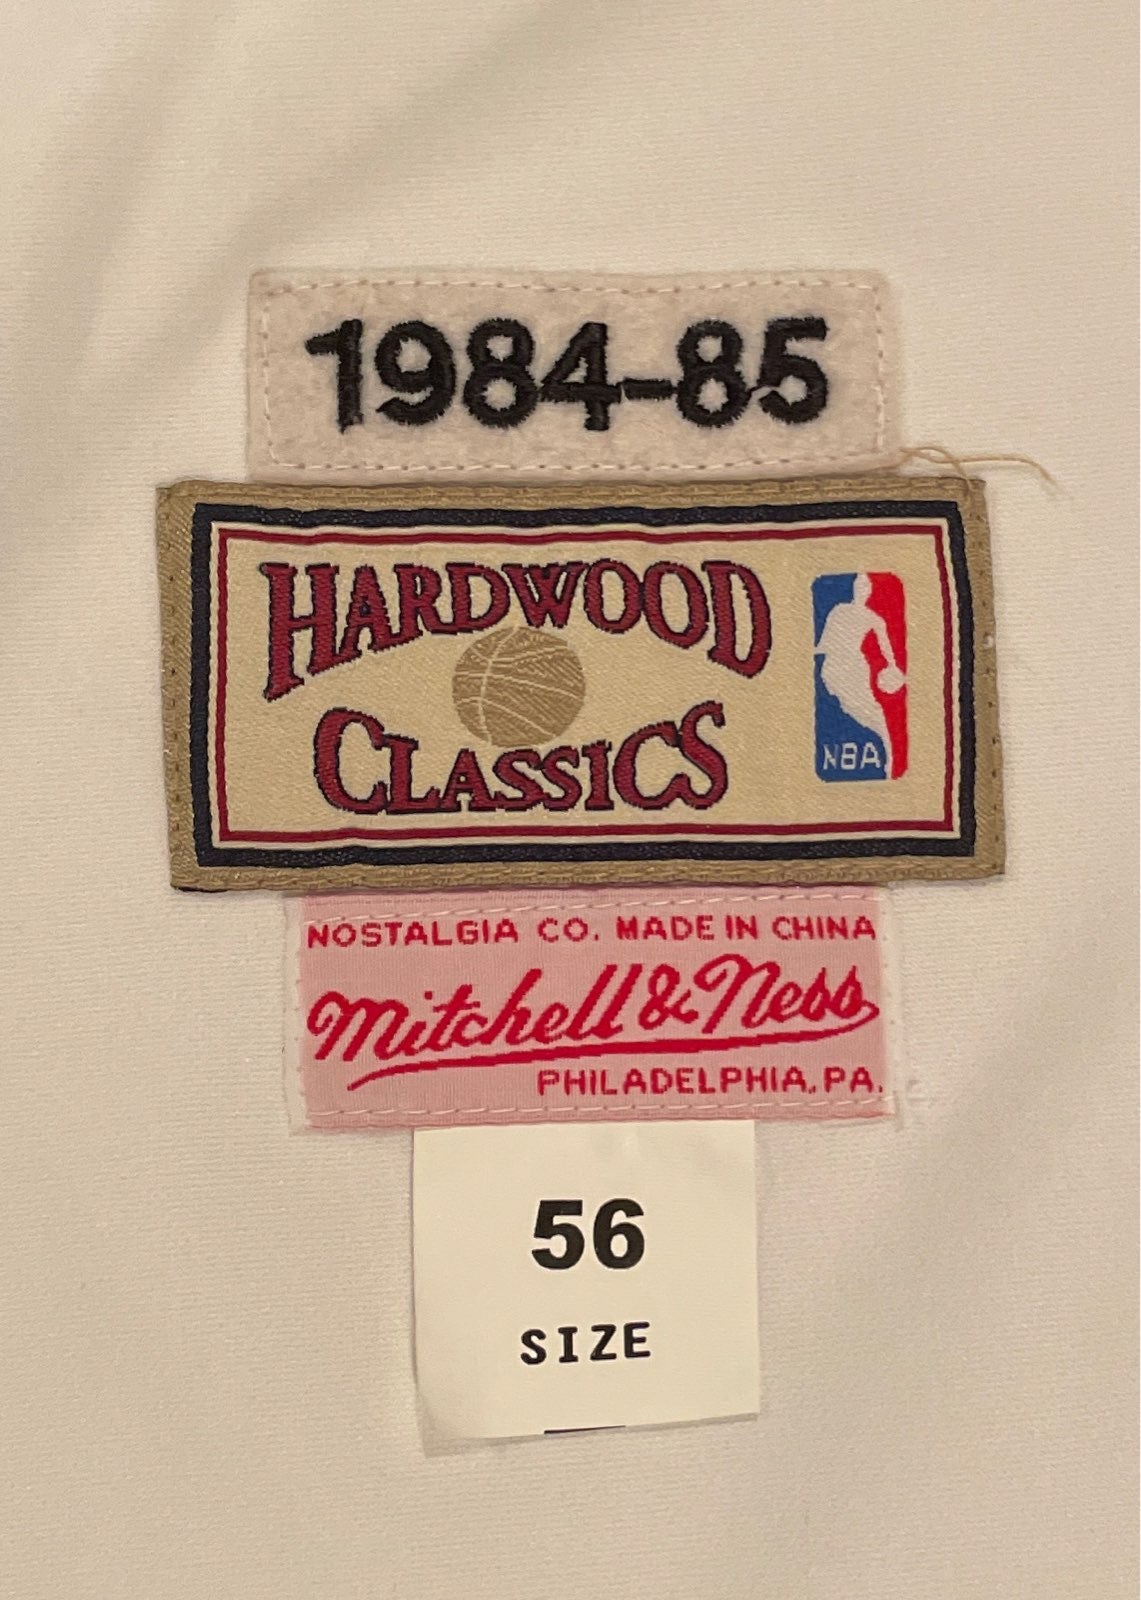 1984-85
HARDWOOD
CLASSICS
NBA
NOSTALGIA CO. MADE IN CHINA
Mitchell & Ness
PHILADELPHIA, PA.
56
SIZE